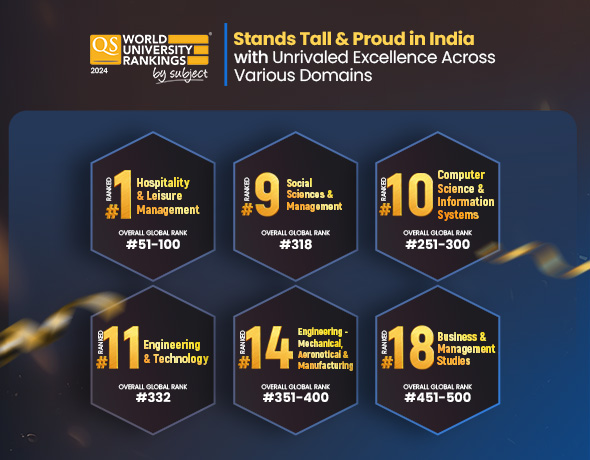 QS WORLD
UNIVERSITY
RANKINGS
2024
by subject
Stands Tall & Proud in India
with Unrivaled Excellence Across
Various Domains
RANKED
#1
Hospitality
& Leisure
Management
OVERALL GLOBAL RANK
#51-100
RANKED
#9
Social
Sciences &
Management
OVERALL GLOBAL RANK
#318
RANKED
#10
Computer
Science &
Information
Systems
OVERALL GLOBAL RANK
#251-300
RANKED
#11
Engineering
& Technology
OVERALL GLOBAL RANK
#332
RANKED
#14
Engineering -
Mechanical,
Aeronotical &
Manufacturing
OVERALL GLOBAL RANK
#351-400
RANKED
#18
Business &
Management
Studies
OVERALL GLOBAL RANK
#451-500